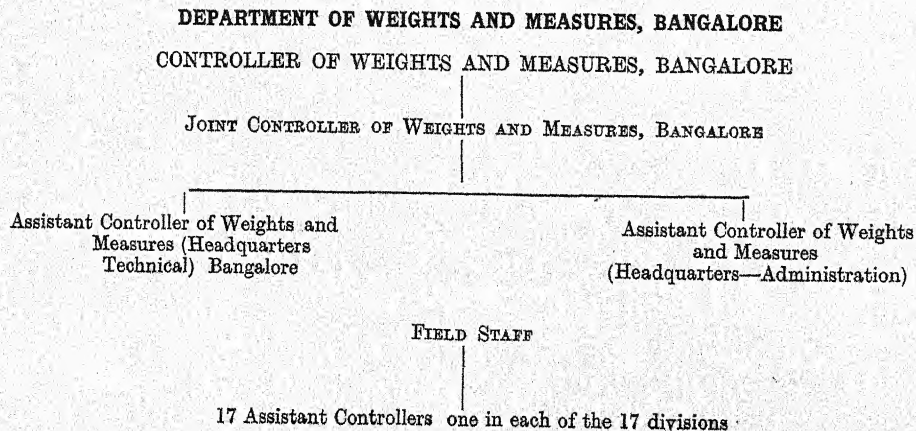 DEPARTMENT OF WEIGHTS AND MEASURES, BANGALORE
CONTROLLER OF WEIGHTS AND MEASURES, BANGALORE
JOINT CONTROLLER OF WEIGHTS AND MEASURES, BANGALORE
Assistant Controller of Weights and
Measures (Headquarters
Technical) Bangalore
Assistant Controller of Weights
and Measures
(Headquarters—Administration)
FIELD STAFF
17 Assistant Controllers one in each of the 17 divisions